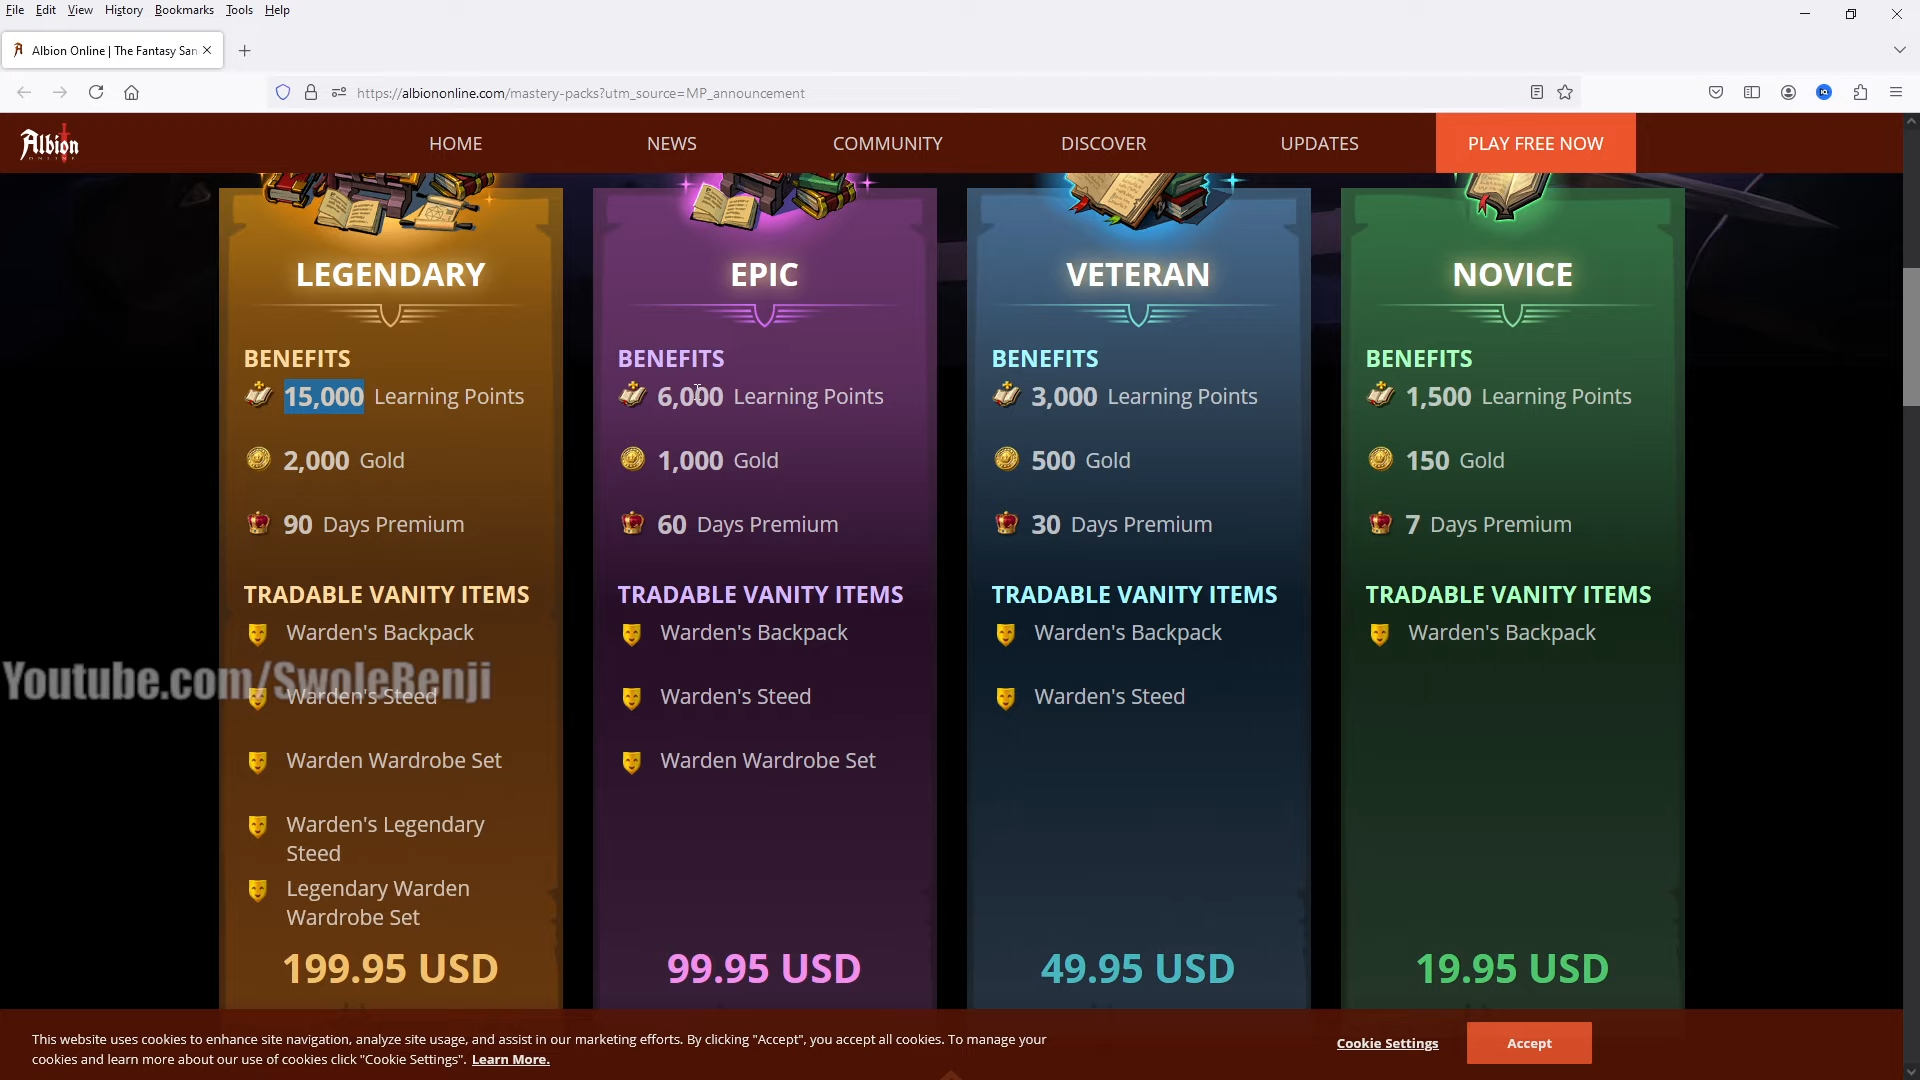 File Edit View History Bookmarks Tools Help
Albion Online | The Fantasy San
https://albiononline.com/mastery-packs?utm_source=MP_announcement
Albion
ONLINE
HOME
NEWS
COMMUNITY
DISCOVER
UPDATES
PLAY FREE NOW
LEGENDARY
BENEFITS
15,000 Learning Points
2,000 Gold
90 Days Premium
TRADABLE VANITY ITEMS
Warden's Backpack
Warden's Steed
Warden Wardrobe Set
Warden's Legendary
Steed
Legendary Warden
Wardrobe Set
199.95 USD
EPIC
BENEFITS
6,000 Learning Points
1,000 Gold
60 Days Premium
TRADABLE VANITY ITEMS
Warden's Backpack
Warden's Steed
Warden Wardrobe Set
99.95 USD
VETERAN
BENEFITS
3,000 Learning Points
500 Gold
30 Days Premium
TRADABLE VANITY ITEMS
Warden's Backpack
Warden's Steed
49.95 USD
NOVICE
BENEFITS
1,500 Learning Points
150 Gold
7 Days Premium
TRADABLE VANITY ITEMS
Warden's Backpack
19.95 USD
Youtube.com/SwoleBenji
This website uses cookies to enhance site navigation, analyze site usage, and assist in our marketing efforts. By clicking "Accept", you accept all cookies. To manage your
cookies and learn more about our use of cookies click "Cookie Settings". Learn More.
Cookie Settings
Accept